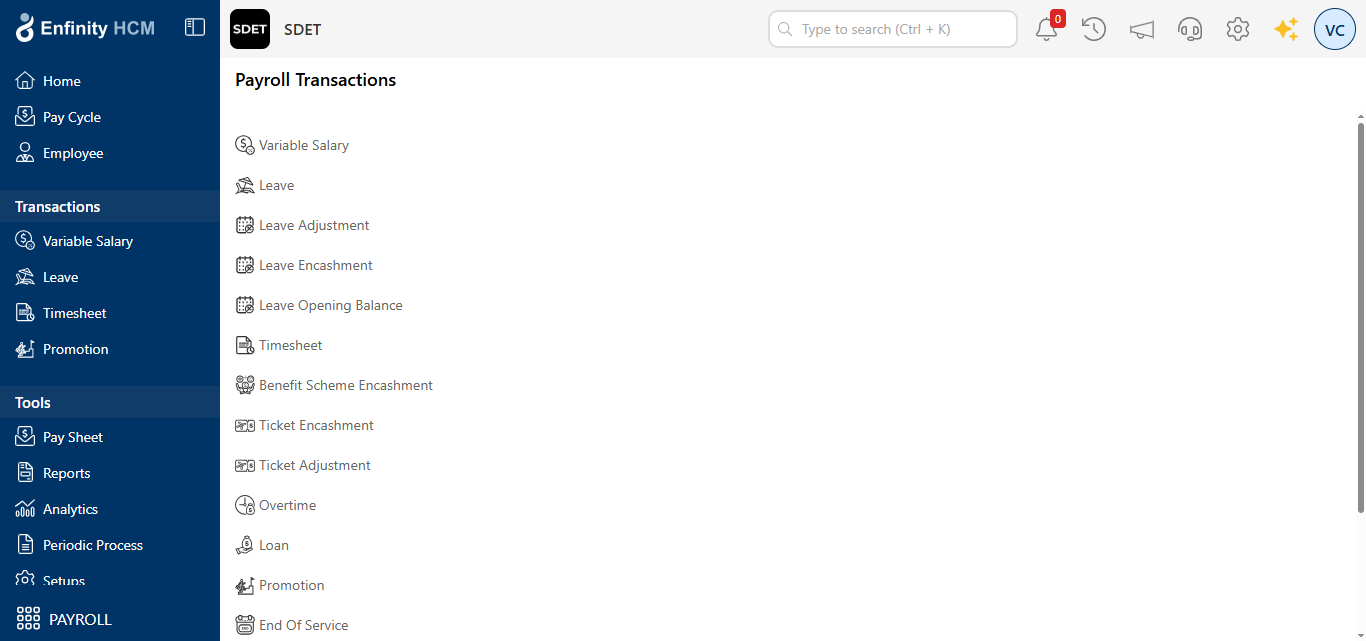 Enfinity HCM
Home
Pay Cycle
Employee
Transactions
Variable Salary
Leave
Timesheet
Promotion
Tools
Pay Sheet
Reports
Analytics
Periodic Process
Setups
PAYROLL
SDET
SDET
Type to search (Ctrl + K)
0
VC
Payroll Transactions
Variable Salary
Leave
Leave Adjustment
Leave Encashment
Leave Opening Balance
Timesheet
Benefit Scheme Encashment
Ticket Encashment
Ticket Adjustment
Overtime
Loan
Promotion
End Of Service